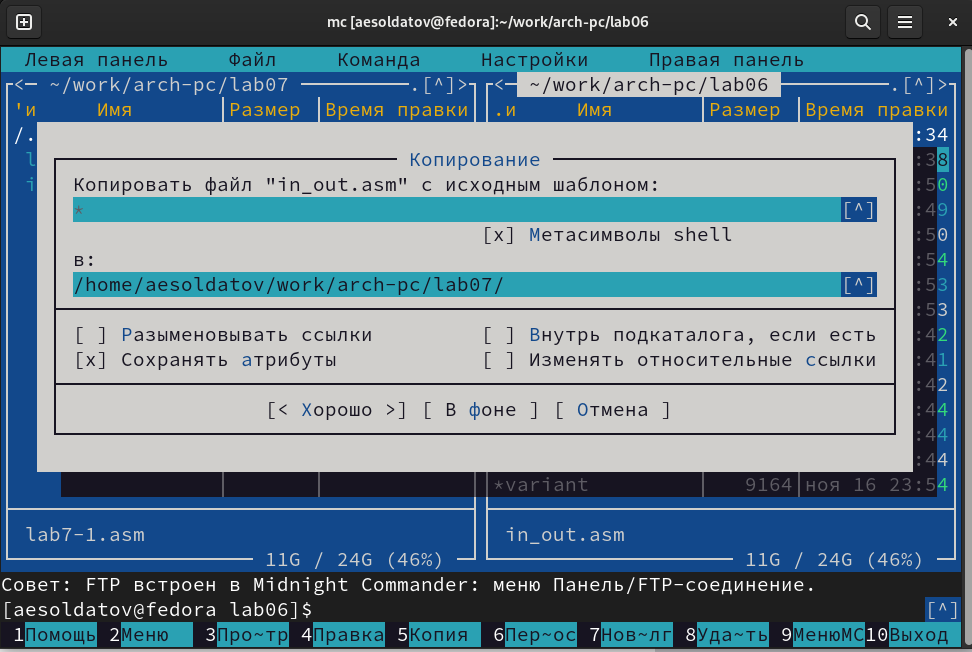 mc [aesoldatov@fedora]:~/work/arch-pc/lab06
Левая панель Файл Команда Настройки Правая панель
<— ~/work/arch-pc/lab07 .[^]> <— ~/work/arch-pc/lab06 .[^]>
'и Имя Размер Время правки .и Имя Размер Время правки
/. :34
l :38
i :50
:49
:50
:54
:53
:53
:42
:41
:42
:44
:44
:44
Копирование
Копировать файл "in_out.asm" с исходным шаблоном:
* [^]
[x] Метасимволы shell
в:
/home/aesoldatov/work/arch-pc/lab07/ [^]
[ ] Разыменовывать ссылки [ ] Внутрь подкаталога, если есть
[x] Сохранять атрибуты [ ] Изменять относительные ссылки
[< Хорошо >] [ В фоне ] [ Отмена ]
*variant 9164 ноя 16 23:54
lab7-1.asm in_out.asm
11G / 24G (46%) 11G / 24G (46%)
Совет: FTP встроен в Midnight Commander: меню Панель/FTP-соединение.
[aesoldatov@fedora lab06]$ [^]
1Помощь 2Меню 3Про~тр 4Правка 5Копия 6Пер~ос 7Нов~лг 8Уда~ть 9МенюMC 10Выход